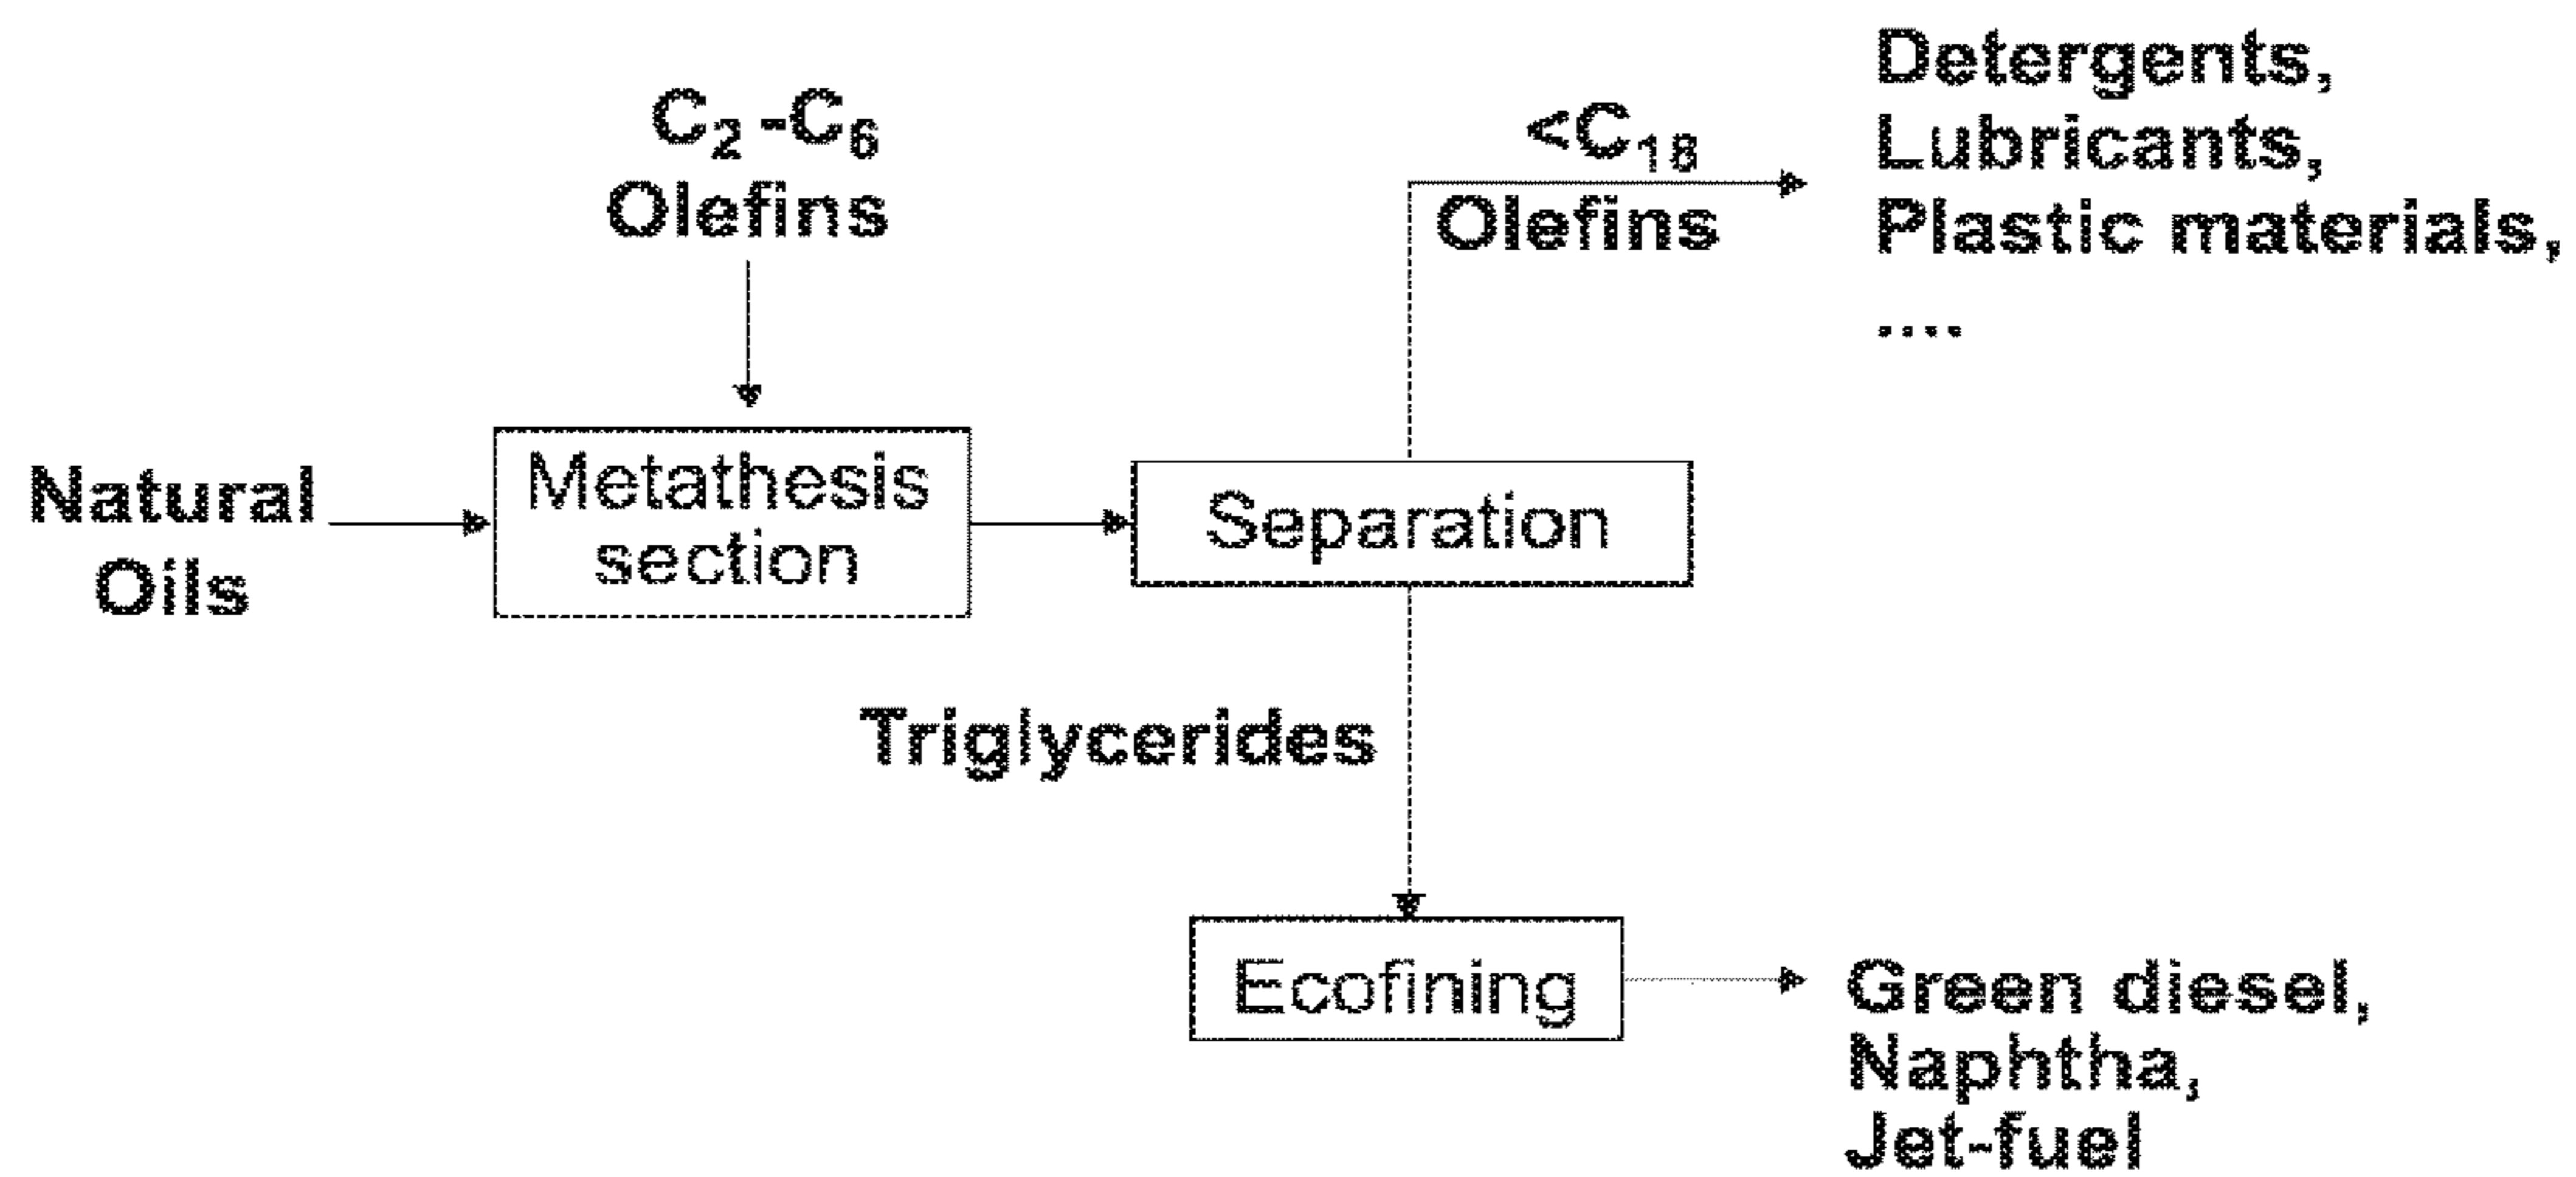 C₂-C₆
Olefins
<C₁₈
Olefins
Detergents,
Lubricants,
Plastic materials,
....
Natural
Oils
Metathesis
section
Separation
Triglycerides
Ecofining
Green diesel,
Naphtha,
Jet-fuel